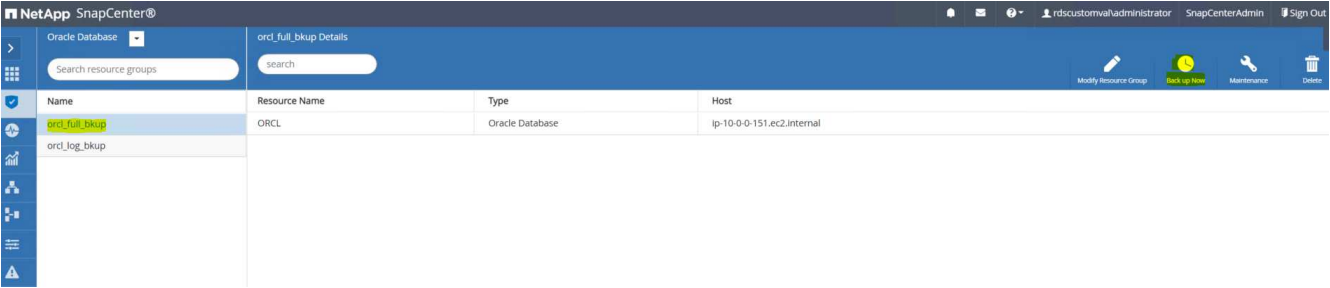 NetApp SnapCenter®
rdscustomval\administrator SnapCenterAdmin Sign Out
Oracle Database
orcl_full_bkup Details
Search resource groups
search
Modify Resource Group Back up Now Maintenance Delete
Name Resource Name Type Host
orcl_full_bkup ORCL Oracle Database ip-10-0-0-151.ec2.internal
orcl_log_bkup